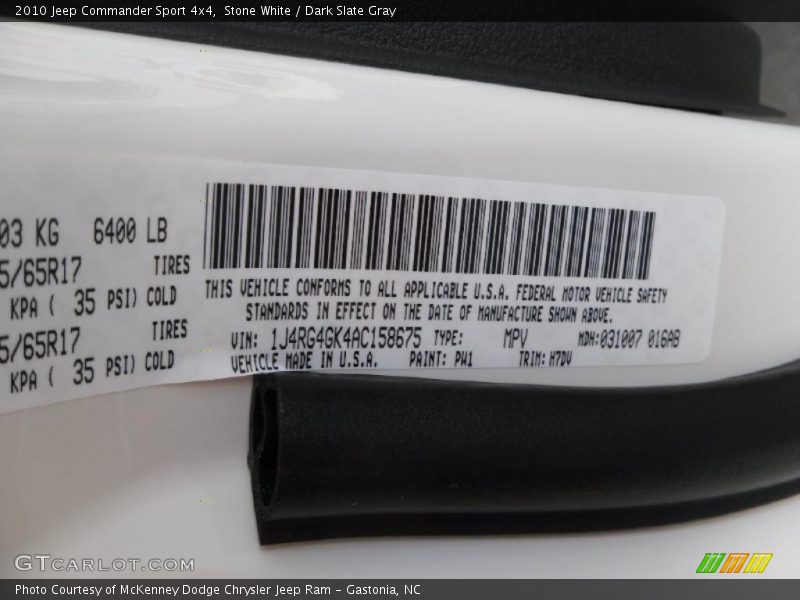 2010 Jeep Commander Sport 4x4, Stone White / Dark Slate Gray
03 KG 6400 LB
5/65R17 TIRES
KPA ( 35 PSI) COLD
5/65R17 TIRES
KPA ( 35 PSI) COLD
THIS VEHICLE CONFORMS TO ALL APPLICABLE U.S.A. FEDERAL MOTOR VEHICLE SAFETY
STANDARDS IN EFFECT ON THE DATE OF MANUFACTURE SHOWN ABOVE.
VIN: 1J4RG4GK4AC158675 TYPE: MPV MDH:031007 016AB
VEHICLE MADE IN U.S.A. PAINT: PW1 TRIM: H7DV
GTCARLOT.COM
Photo Courtesy of McKenney Dodge Chrysler Jeep Ram - Gastonia, NC